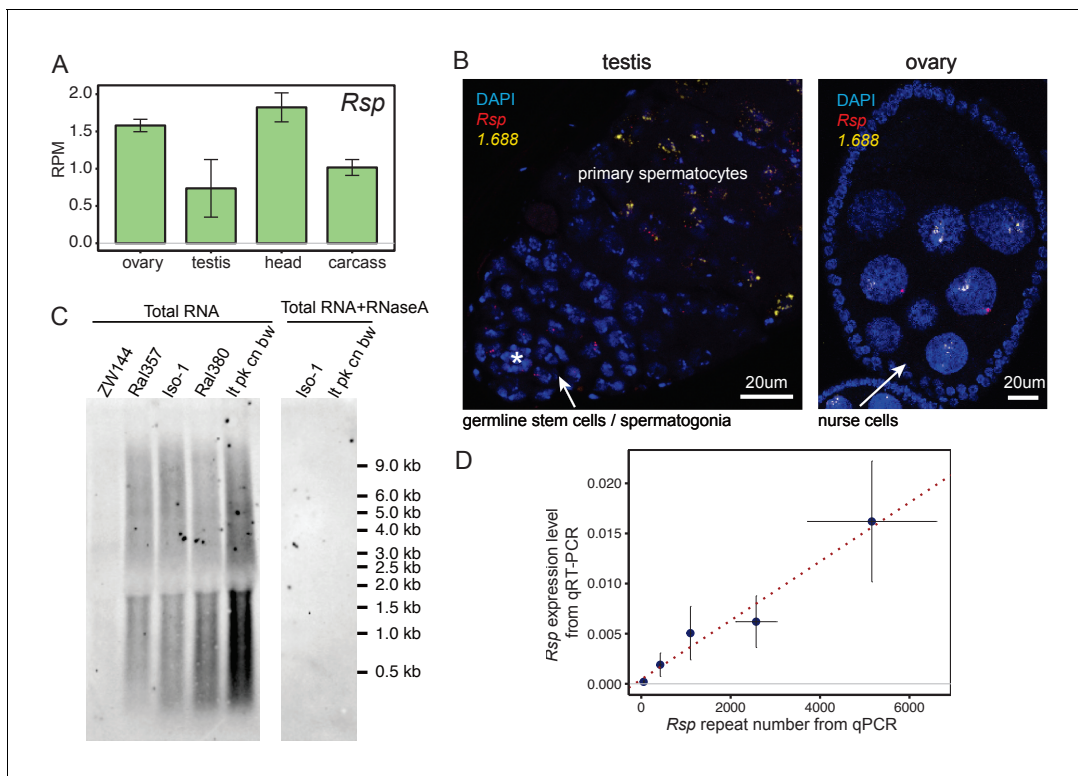 A
Rsp
RPM
2.0
1.5
1.0
0.5
0.0
ovary testis head carcass
B
testis ovary
DAPI
Rsp
1.688
primary spermatocytes
*
20um
germline stem cells / spermatogonia
DAPI
Rsp
1.688
20um
nurse cells
C
Total RNA Total RNA+RNaseA
ZW144
Ral357
Iso-1
Ral380
lt pk cn bw
Iso-1
lt pk cn bw
9.0 kb
6.0 kb
5.0 kb
4.0 kb
3.0 kb
2.5 kb
2.0 kb
1.5 kb
1.0 kb
0.5 kb
D
Rsp expression level
from qRT-PCR
0.020
0.015
0.010
0.005
0.000
0 2000 4000 6000
Rsp repeat number from qPCR